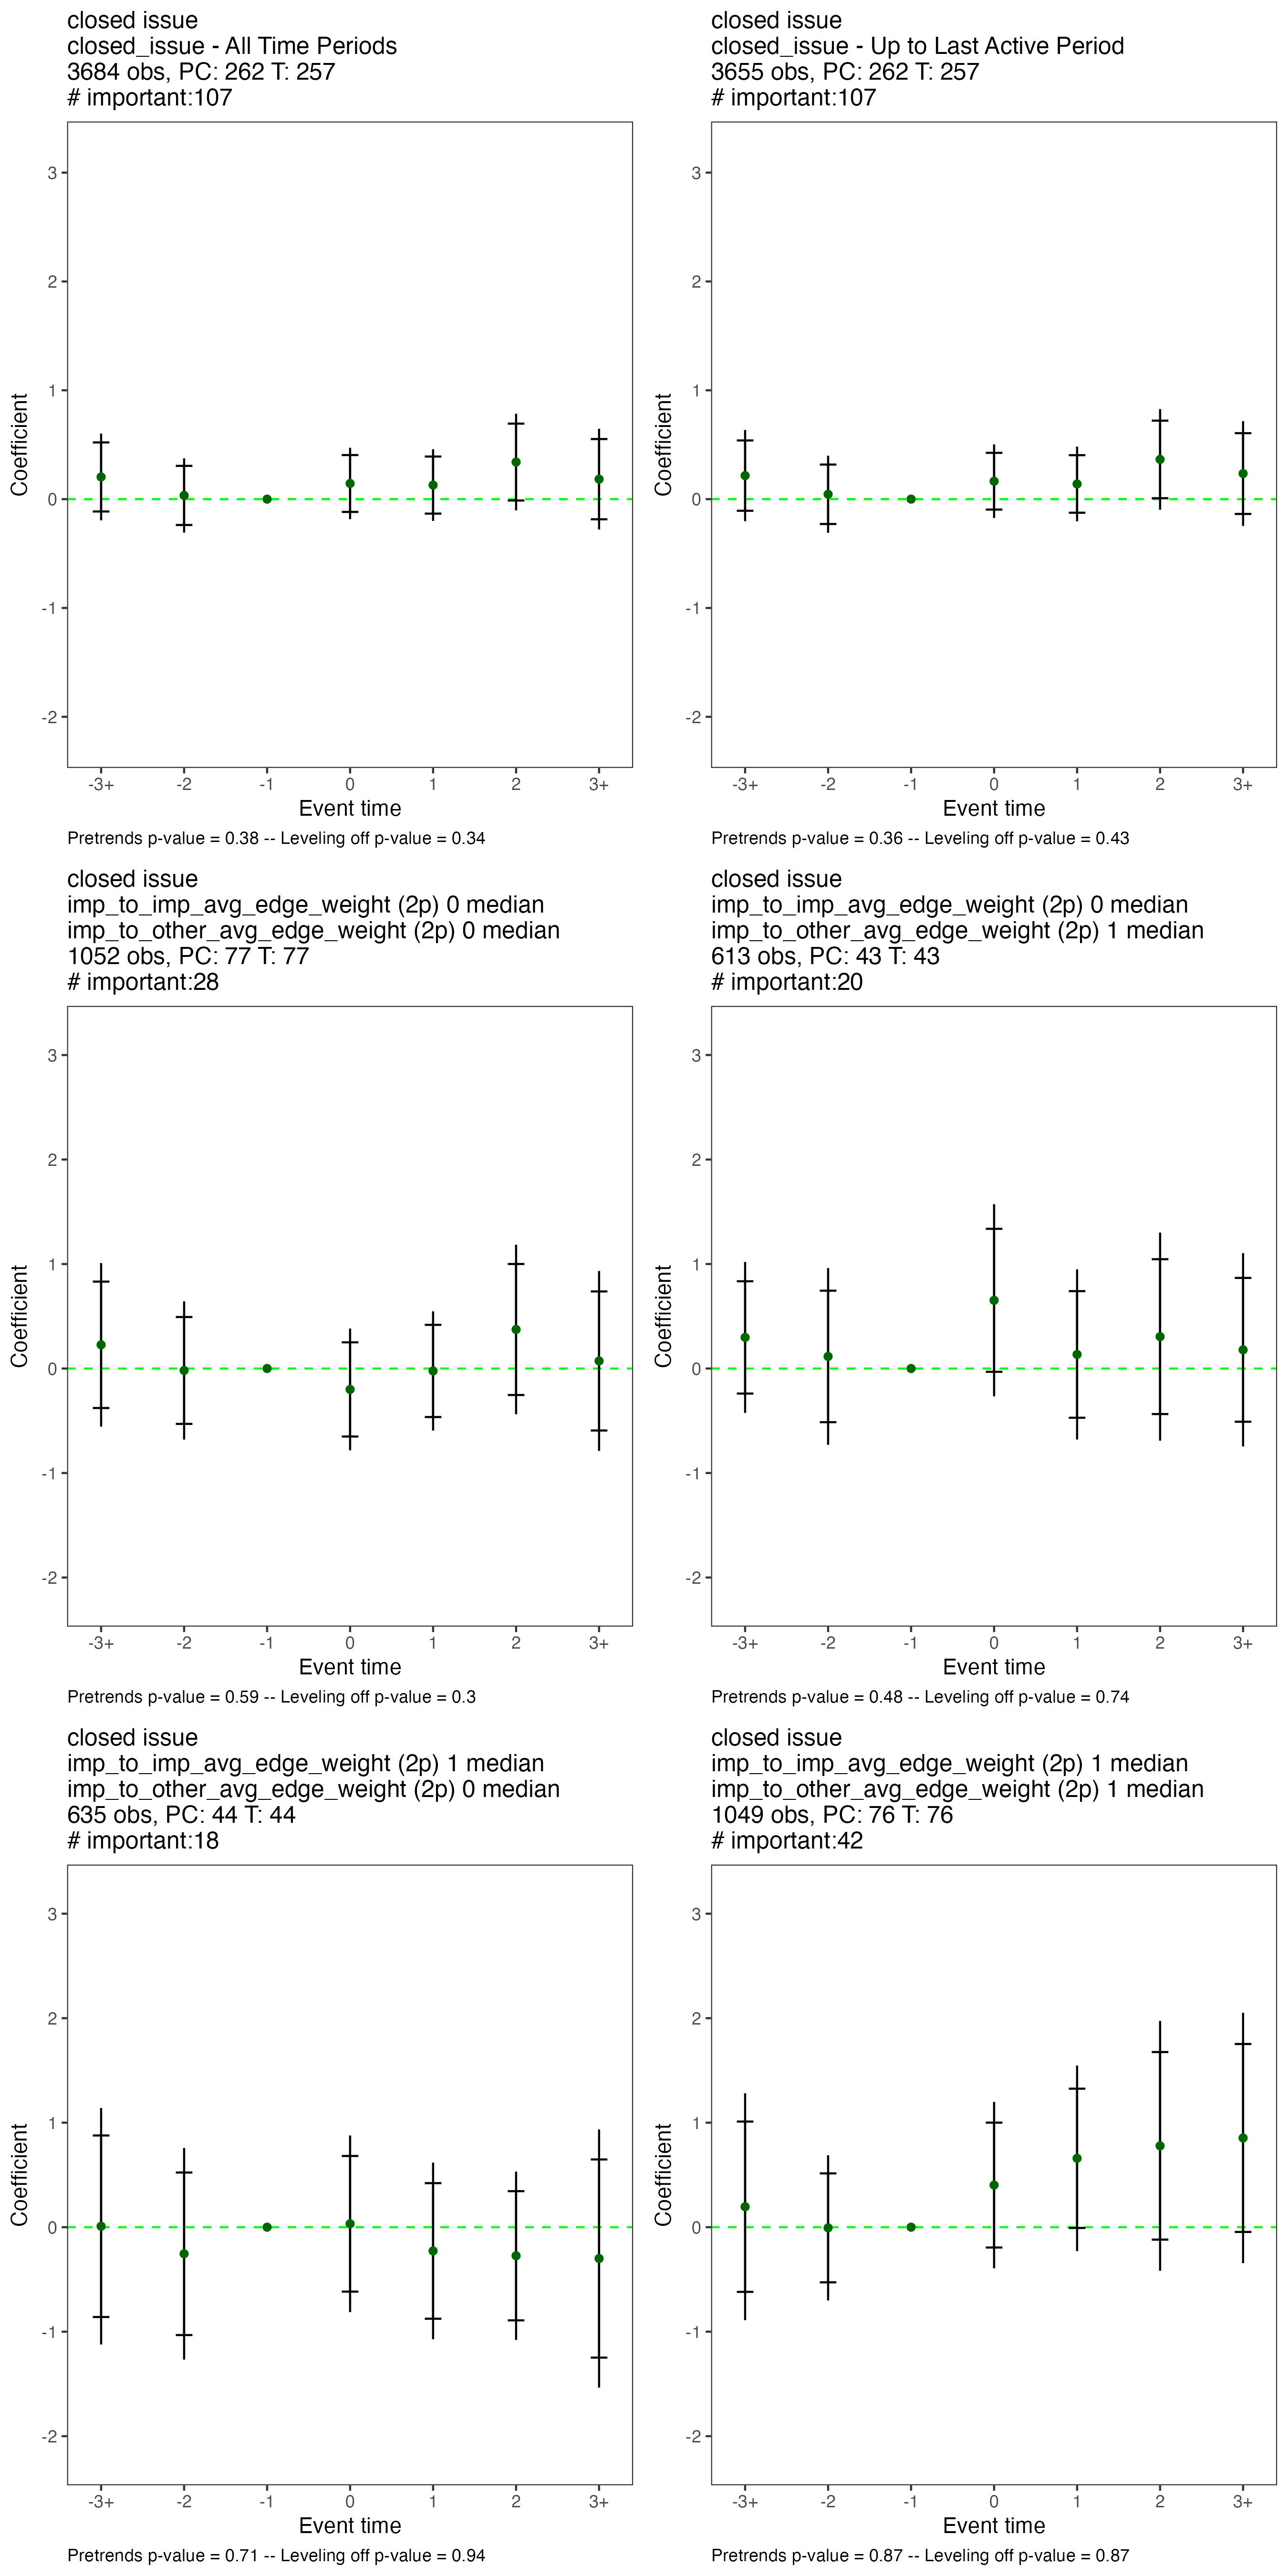 closed issue
closed_issue - All Time Periods
3684 obs, PC: 262 T: 257
# important:107
3
2
1
0
-1
-2
Coefficient
-3+ -2 -1 0 1 2 3+
Event time
Pretrends p-value = 0.38 -- Leveling off p-value = 0.34
closed issue
closed_issue - Up to Last Active Period
3655 obs, PC: 262 T: 257
# important:107
3
2
1
0
-1
-2
Coefficient
-3+ -2 -1 0 1 2 3+
Event time
Pretrends p-value = 0.36 -- Leveling off p-value = 0.43
closed issue
imp_to_imp_avg_edge_weight (2p) 0 median
imp_to_other_avg_edge_weight (2p) 0 median
1052 obs, PC: 77 T: 77
# important:28
3
2
1
0
-1
-2
Coefficient
-3+ -2 -1 0 1 2 3+
Event time
Pretrends p-value = 0.59 -- Leveling off p-value = 0.3
closed issue
imp_to_imp_avg_edge_weight (2p) 0 median
imp_to_other_avg_edge_weight (2p) 1 median
613 obs, PC: 43 T: 43
# important:20
3
2
1
0
-1
-2
Coefficient
-3+ -2 -1 0 1 2 3+
Event time
Pretrends p-value = 0.48 -- Leveling off p-value = 0.74
closed issue
imp_to_imp_avg_edge_weight (2p) 1 median
imp_to_other_avg_edge_weight (2p) 0 median
635 obs, PC: 44 T: 44
# important:18
3
2
1
0
-1
-2
Coefficient
-3+ -2 -1 0 1 2 3+
Event time
Pretrends p-value = 0.71 -- Leveling off p-value = 0.94
closed issue
imp_to_imp_avg_edge_weight (2p) 1 median
imp_to_other_avg_edge_weight (2p) 1 median
1049 obs, PC: 76 T: 76
# important:42
3
2
1
0
-1
-2
Coefficient
-3+ -2 -1 0 1 2 3+
Event time
Pretrends p-value = 0.87 -- Leveling off p-value = 0.87